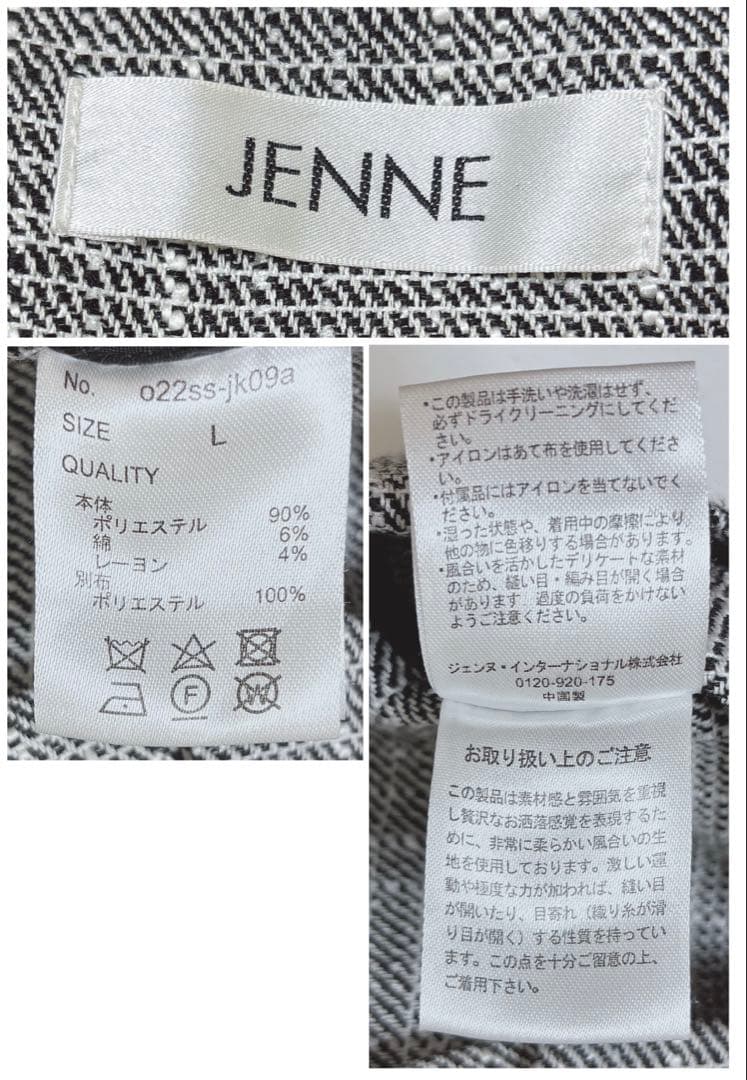 JENNE
No. o22ss-jk09a
SIZE L
QUALITY
本体
ポリエステル 90%
綿 6%
レーヨン 4%
別布
ポリエステル 100%
F
W
・この製品は手洗いや洗濯はせず、
必ずドライクリーニングにしてくだ
さい。
・アイロンはあて布を使用してくださ
い。
・付属品にはアイロンを当てないでく
ださい。
・湿った状態や、着用中の摩擦により、
他の物に色移りする場合があります。
・風合いを活かしたデリケートな素材
のため、縫い目・編み目が開く場合
があります 過度の負荷をかけない
ようご注意ください。
ジェンヌ・インターナショナル株式会社
0120-920-175
中国製
お取り扱い上のご注意
この製品は素材感と雰囲気を重視
し贅沢なお洒落感覚を表現するた
めに、非常に柔らかい風合いの生
地を使用しております。激しい運
動や極度な力が加われば、縫い目
が開いたり、目寄れ（織り糸が滑
り目が開く）する性質を持ってい
ます。この点を十分ご留意の上、
ご着用下さい。